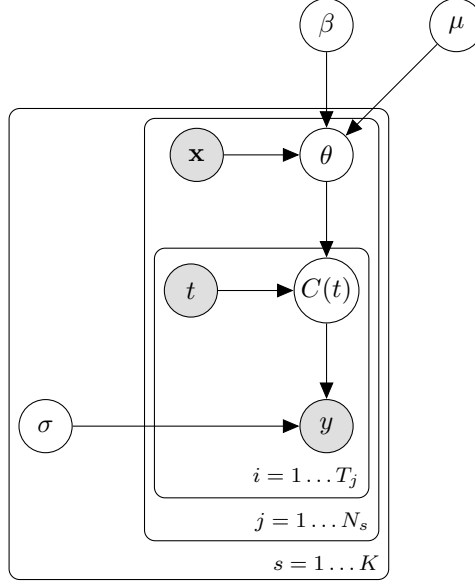 β μ
𝐱 θ
t C(t)
σ y
i = 1 … T_j
j = 1 … N_s
s = 1 … K